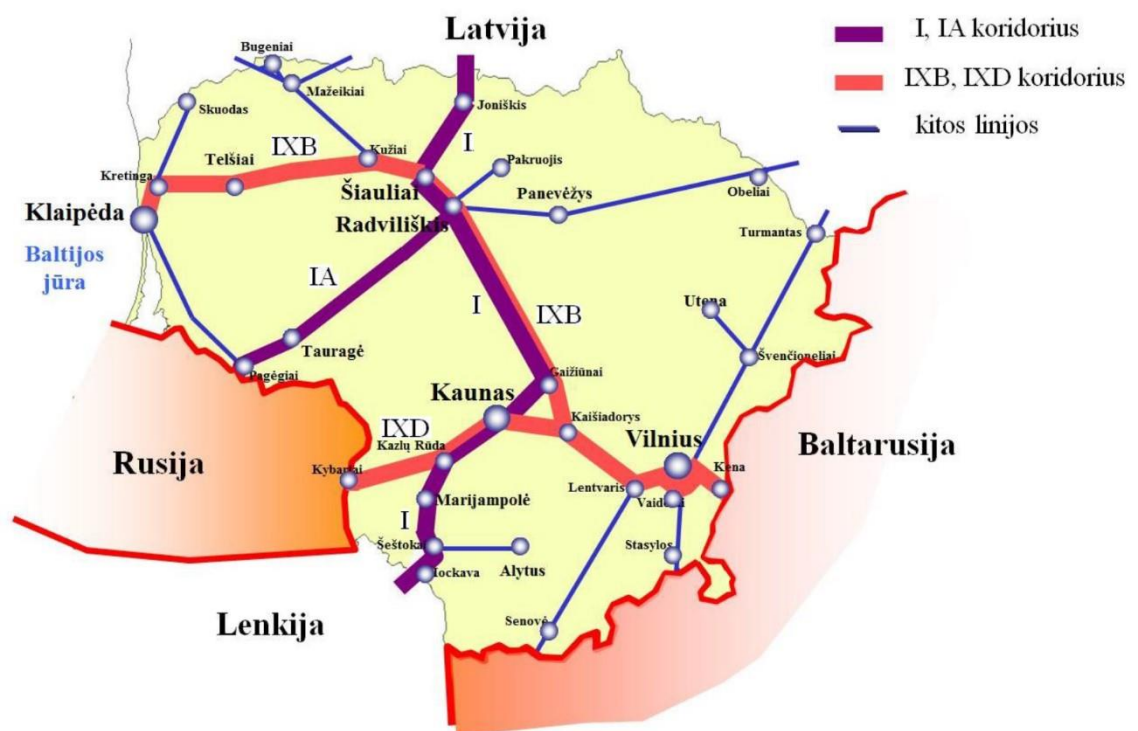 Latvija
I, IA koridorius
IXB, IXD koridorius
kitos linijos
Bugeniai
Mažeikiai
Skuodas
Joniškis
I
IXB
Kužiai
Telšiai
Pakruojis
Kretinga
Šiauliai
Panevėžys
Obeliai
Klaipėda
Radviliškis
Turmantas
Baltijos
jūra
IA
I
IXB
Utena
Tauragė
Švenčioneliai
Pagėgiai
Gaižiūnai
Kaunas
Kaišiadorys
IXD
Vilnius
Baltarusija
Kazlų Rūda
Rusija
Kybartai
Kena
Lentvaris
Marijampolė
I
Stasylos
Alytus
Lenkija
Senovė